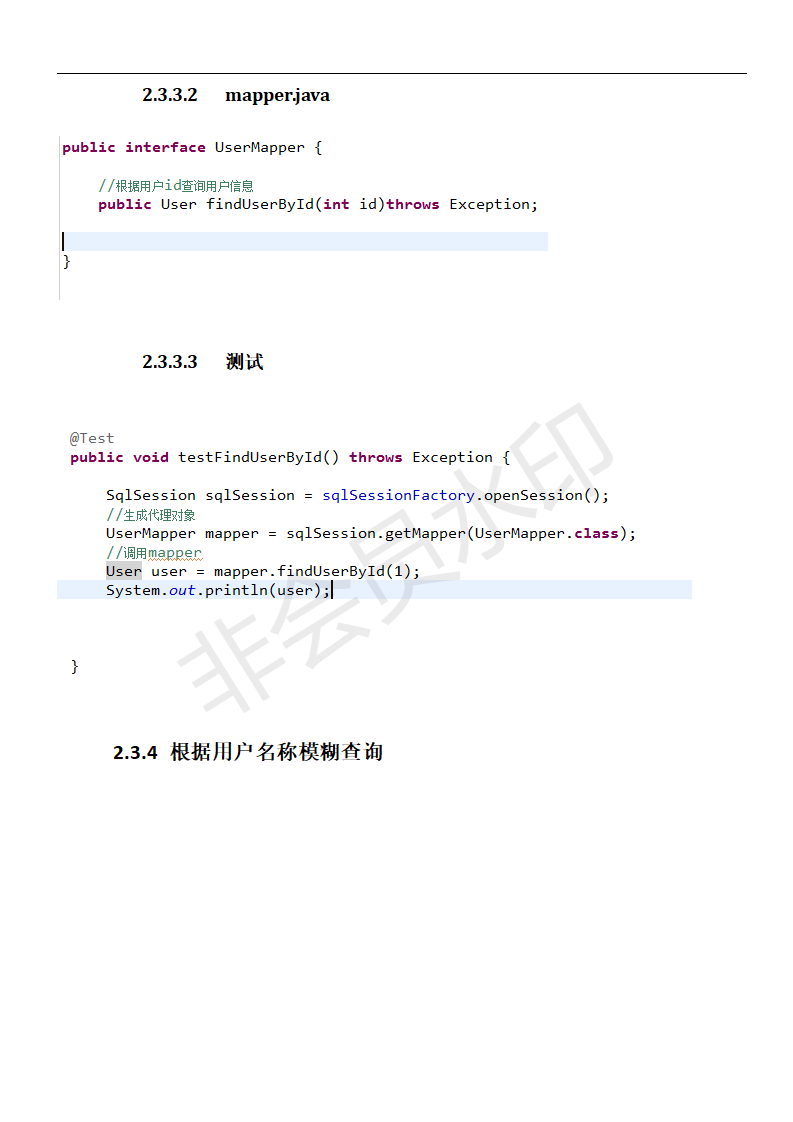 2.3.3.2 mapper.java
public interface UserMapper {
//根据用户id查询用户信息
public User findUserById(int id)throws Exception;
}
2.3.3.3 测试
@Test
public void testFindUserById() throws Exception {
SqlSession sqlSession = sqlSessionFactory.openSession();
//生成代理对象
UserMapper mapper = sqlSession.getMapper(UserMapper.class);
//调用mapper
User user = mapper.findUserById(1);
System.out.println(user);
}
非会员水印
2.3.4 根据用户名称模糊查询